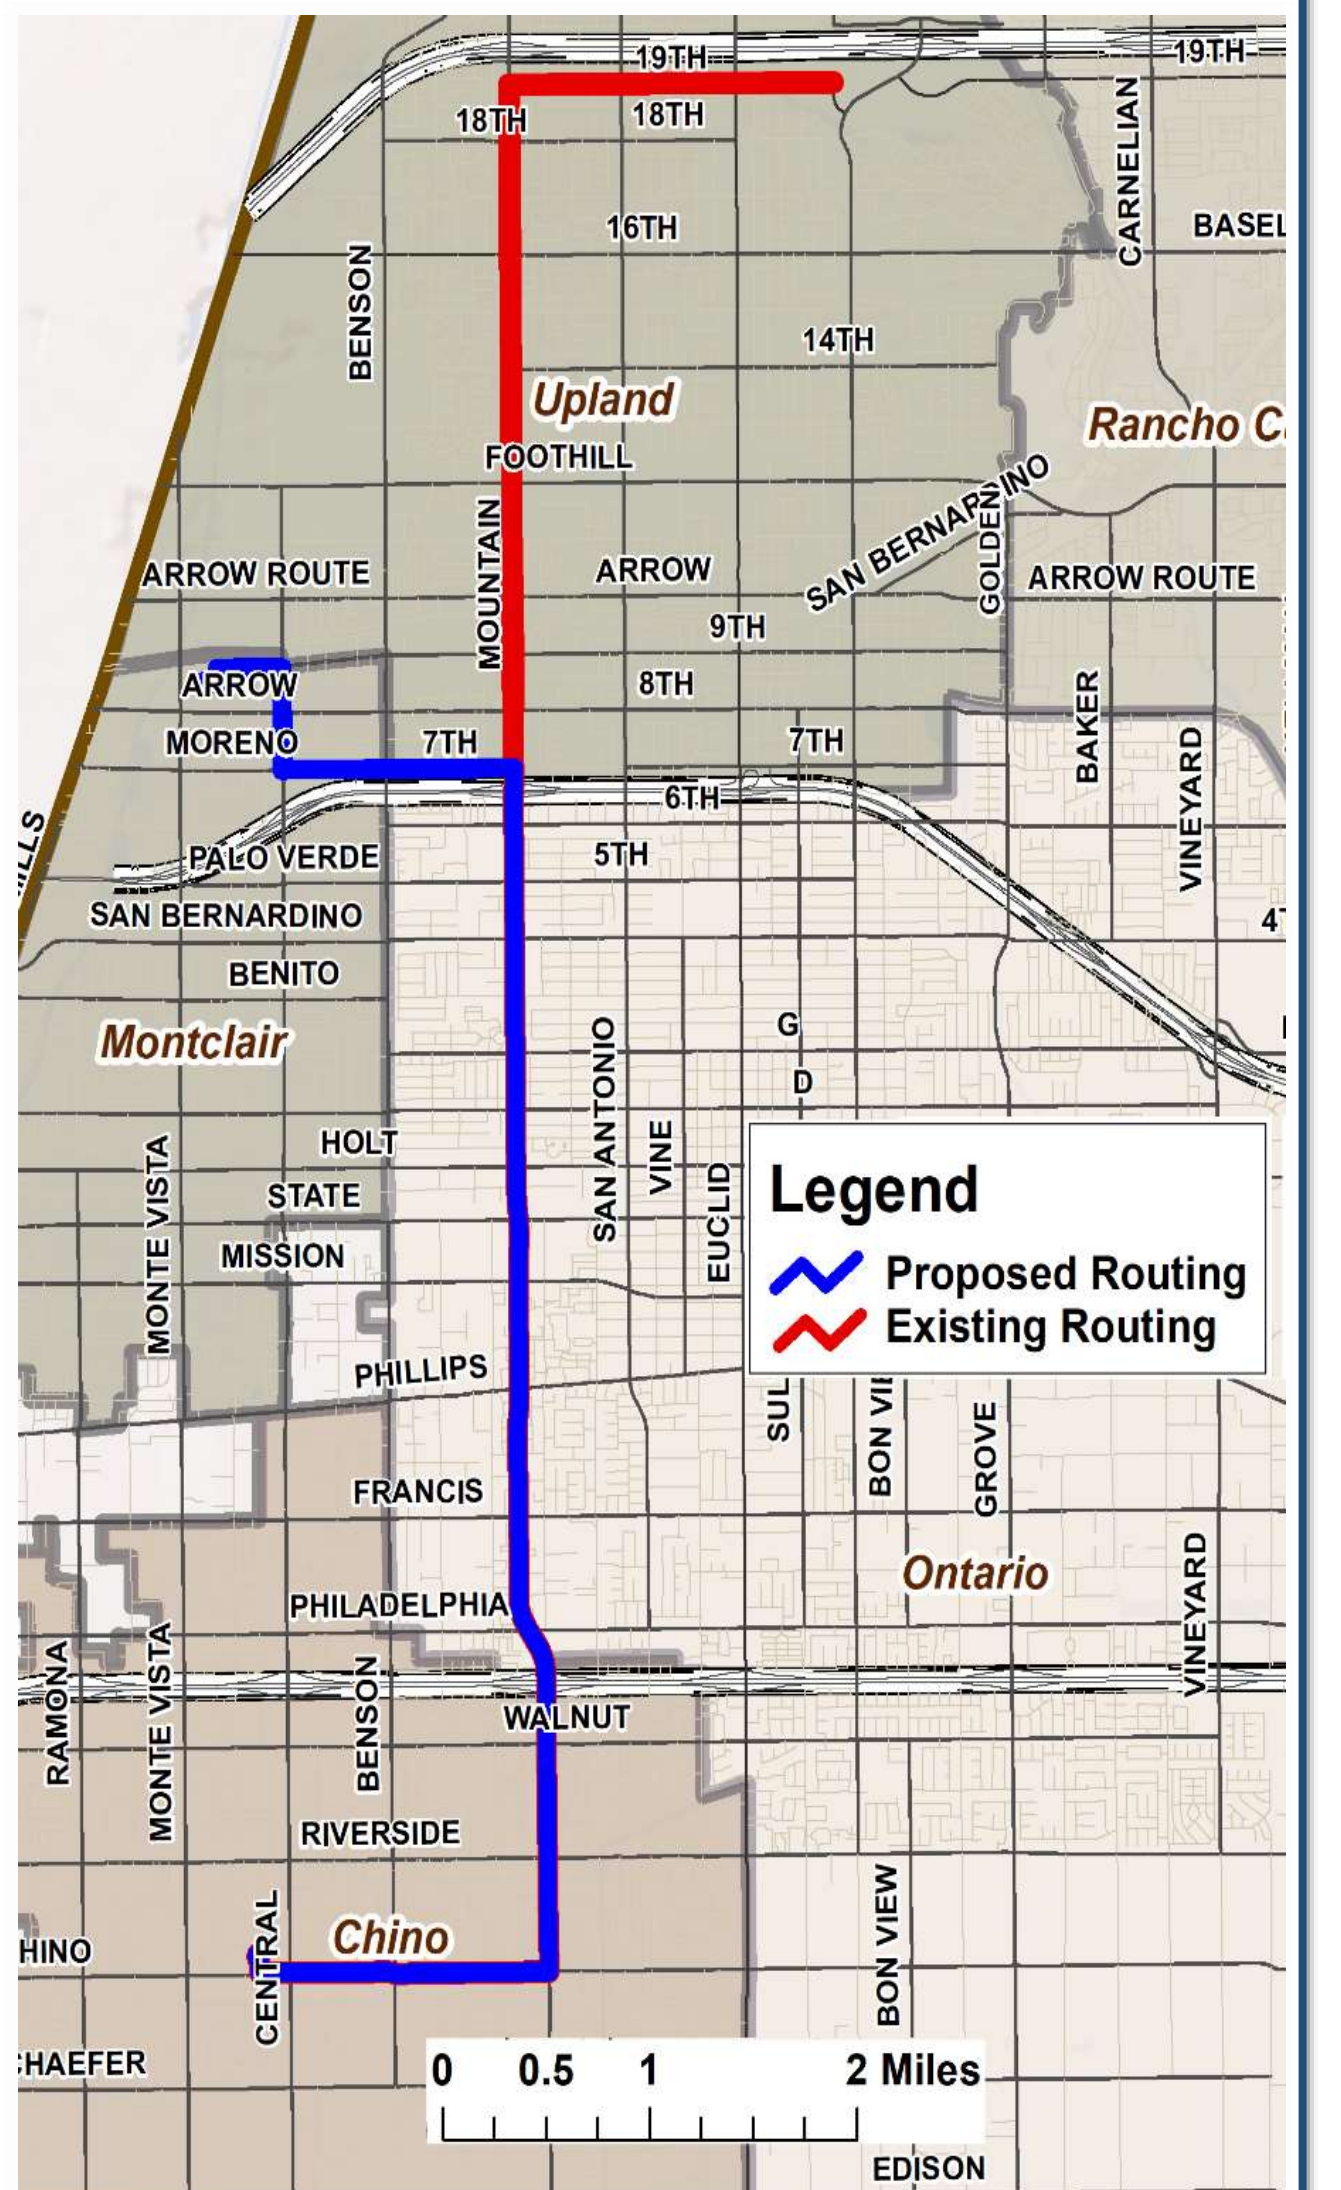 19TH
19TH
18TH
18TH
CARNELIAN
16TH
BASEL
BENSON
14TH
Upland
Rancho C
FOOTHILL
SAN BERNARDINO
GOLDEN
MOUNTAIN
ARROW ROUTE
ARROW
ARROW ROUTE
9TH
ARROW
8TH
BAKER
MORENO
7TH
7TH
VINEYARD
6TH
ILLS
PALO VERDE
5TH
SAN BERNARDINO
4T
BENITO
Montclair
G
D
SAN ANTONIO
VINE
EUCLID
HOLT
MONTE VISTA
STATE
MISSION
Legend
Proposed Routing
Existing Routing
PHILLIPS
SUL
BON VIE
GROVE
FRANCIS
Ontario
VINEYARD
PHILADELPHIA
RAMONA
MONTE VISTA
BENSON
WALNUT
RIVERSIDE
CENTRAL
Chino
BON VIEW
HINO
HAEFER
0 0.5 1 2 Miles
EDISON